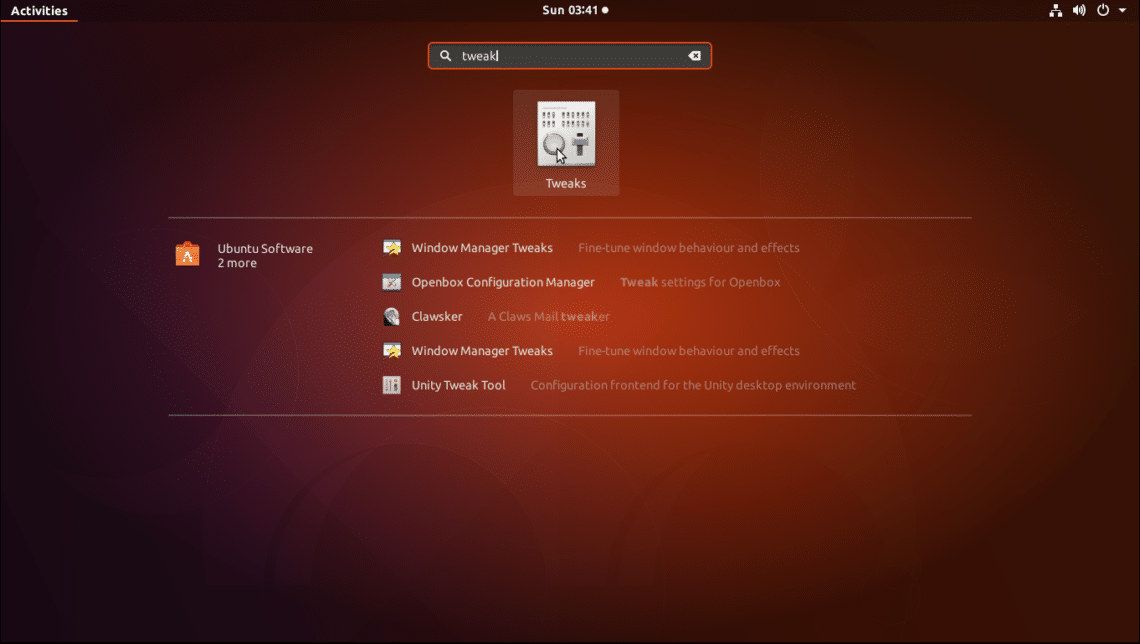 Activities
Sun 03:41
tweak
Tweaks
Ubuntu Software
2 more
Window Manager Tweaks Fine-tune window behaviour and effects
Openbox Configuration Manager Tweak settings for Openbox
Clawsker A Claws Mail tweaker
Window Manager Tweaks Fine-tune window behaviour and effects
Unity Tweak Tool Configuration frontend for the Unity desktop environment